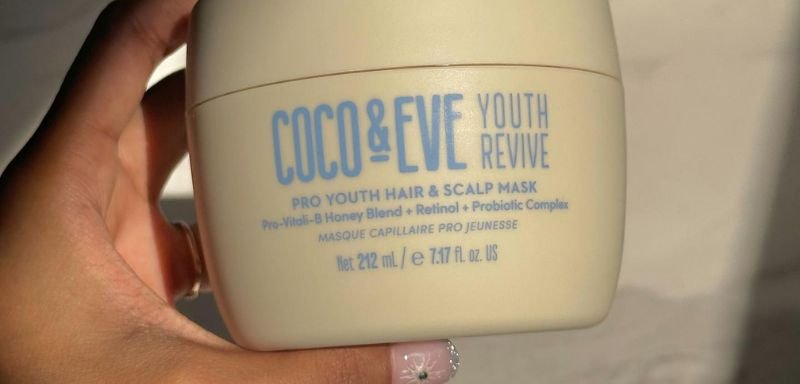 COCO & EVE YOUTH REVIVE
PRO YOUTH HAIR & SCALP MASK
Pro-Vitali-B Honey Blend + Retinol + Probiotic Complex
MASQUE CAPILLAIRE PRO JEUNESSE
Net 212 mL / e 7.17 fl. oz. US